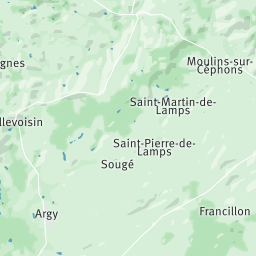 gnes
Moulins-sur-
Céphons
Saint-Martin-de-
Lamps
llevoisin
Saint-Pierre-de-
Lamps
Sougé
Argy
Francillon